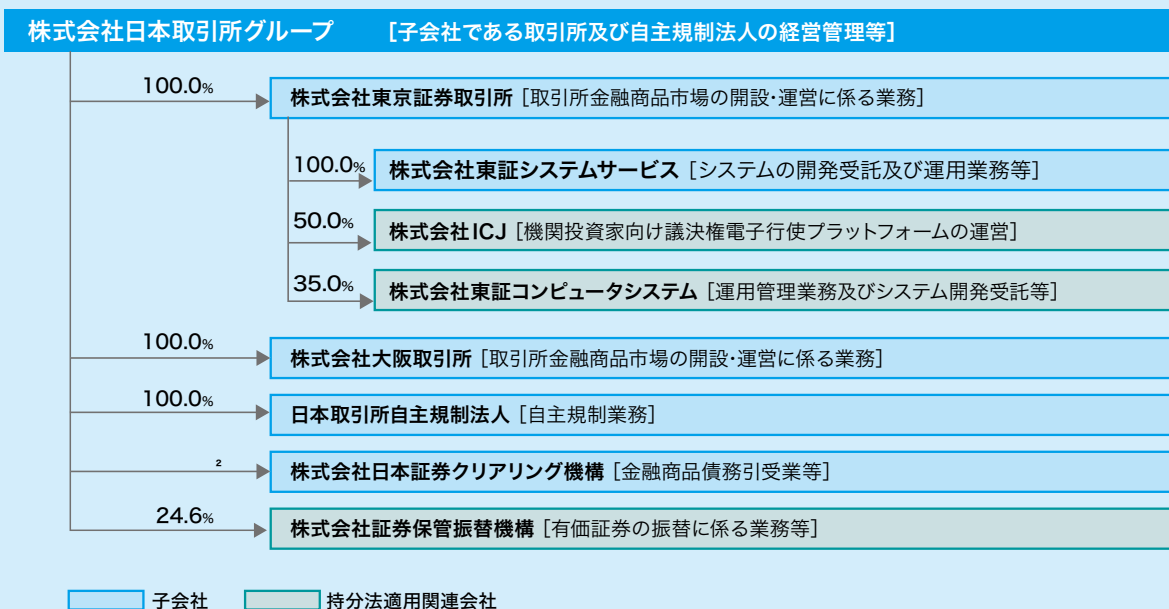 株式会社日本取引所グループ [子会社である取引所及び自主規制法人の経営管理等]
100.0% 株式会社東京証券取引所 [取引所金融商品市場の開設・運営に係る業務]
100.0% 株式会社東証システムサービス [システムの開発受託及び運用業務等]
50.0% 株式会社ICJ [機関投資家向け議決権電子行使プラットフォームの運営]
35.0% 株式会社東証コンピュータシステム [運用管理業務及びシステム開発受託等]
100.0% 株式会社大阪取引所 [取引所金融商品市場の開設・運営に係る業務]
100.0% 日本取引所自主規制法人 [自主規制業務]
2 株式会社日本証券クリアリング機構 [金融商品債務引受業等]
24.6% 株式会社証券保管振替機構 [有価証券の振替に係る業務等]
子会社 持分法適用関連会社